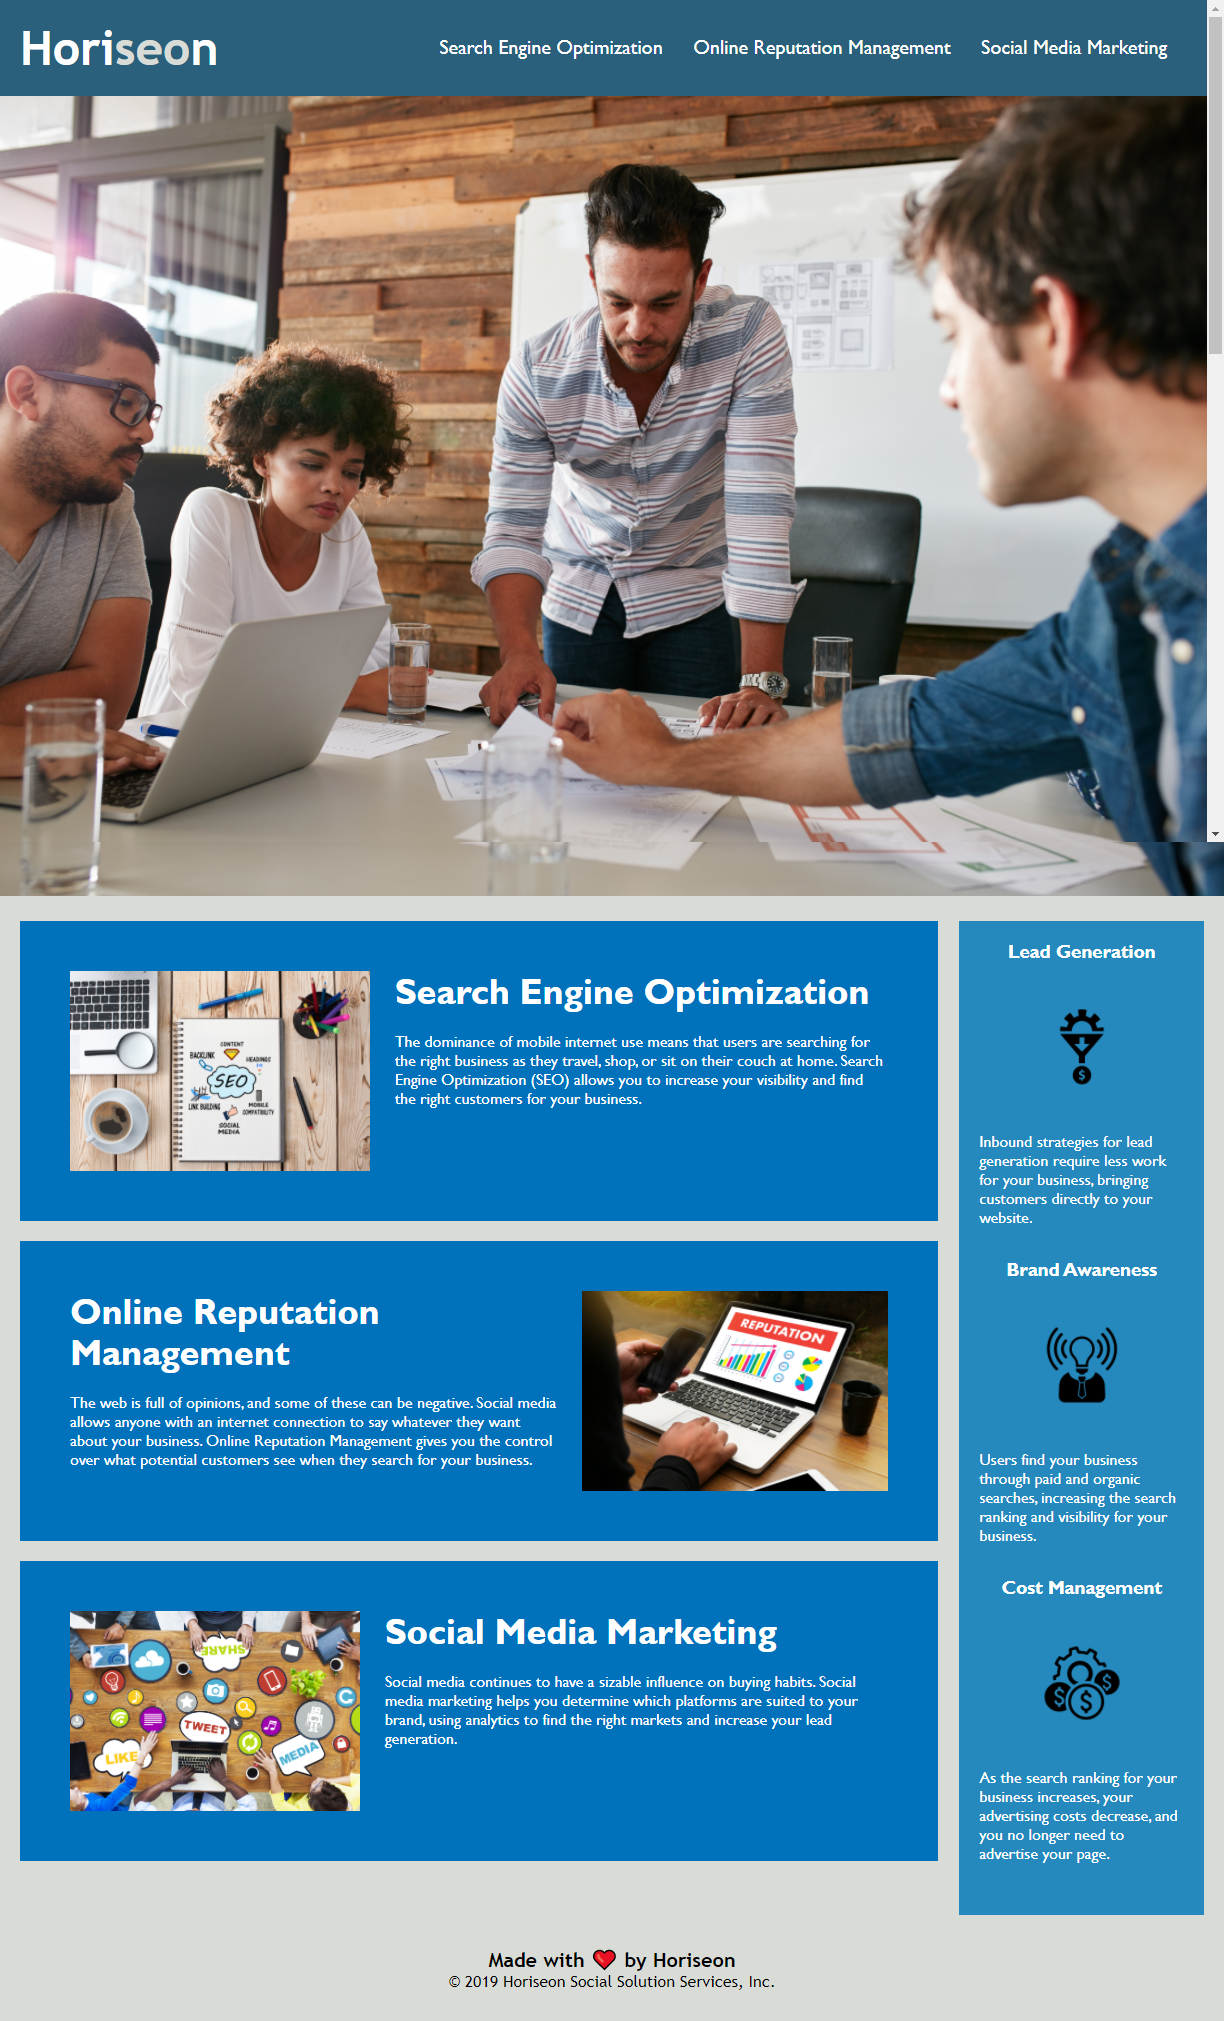 Horiseon
Search Engine Optimization
Online Reputation Management
Social Media Marketing
CONTENT
BACKLINK
HEADINGS
SEO
LINK BUILDING
MOBILE
COMPATIBILITY
SOCIAL
MEDIA
Search Engine Optimization
The dominance of mobile internet use means that users are searching for
the right business as they travel, shop, or sit on their couch at home. Search
Engine Optimization (SEO) allows you to increase your visibility and find
the right customers for your business.
Online Reputation
Management
The web is full of opinions, and some of these can be negative. Social media
allows anyone with an internet connection to say whatever they want
about your business. Online Reputation Management gives you the control
over what potential customers see when they search for your business.
REPUTATION
SHARE
TWEET
LIKE
MEDIA
Social Media Marketing
Social media continues to have a sizable influence on buying habits. Social
media marketing helps you determine which platforms are suited to your
brand, using analytics to find the right markets and increase your lead
generation.
Lead Generation
$
Inbound strategies for lead
generation require less work
for your business, bringing
customers directly to your
website.
Brand Awareness
Users find your business
through paid and organic
searches, increasing the search
ranking and visibility for your
business.
Cost Management
$ $ $
As the search ranking for your
business increases, your
advertising costs decrease, and
you no longer need to
advertise your page.
Made with ❤️ by Horiseon
© 2019 Horiseon Social Solution Services, Inc.